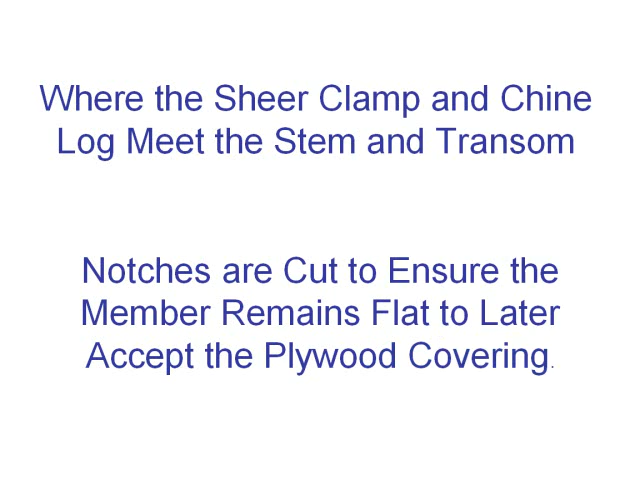 Where the Sheer Clamp and Chine
Log Meet the Stem and Transom
Notches are Cut to Ensure the
Member Remains Flat to Later
Accept the Plywood Covering.